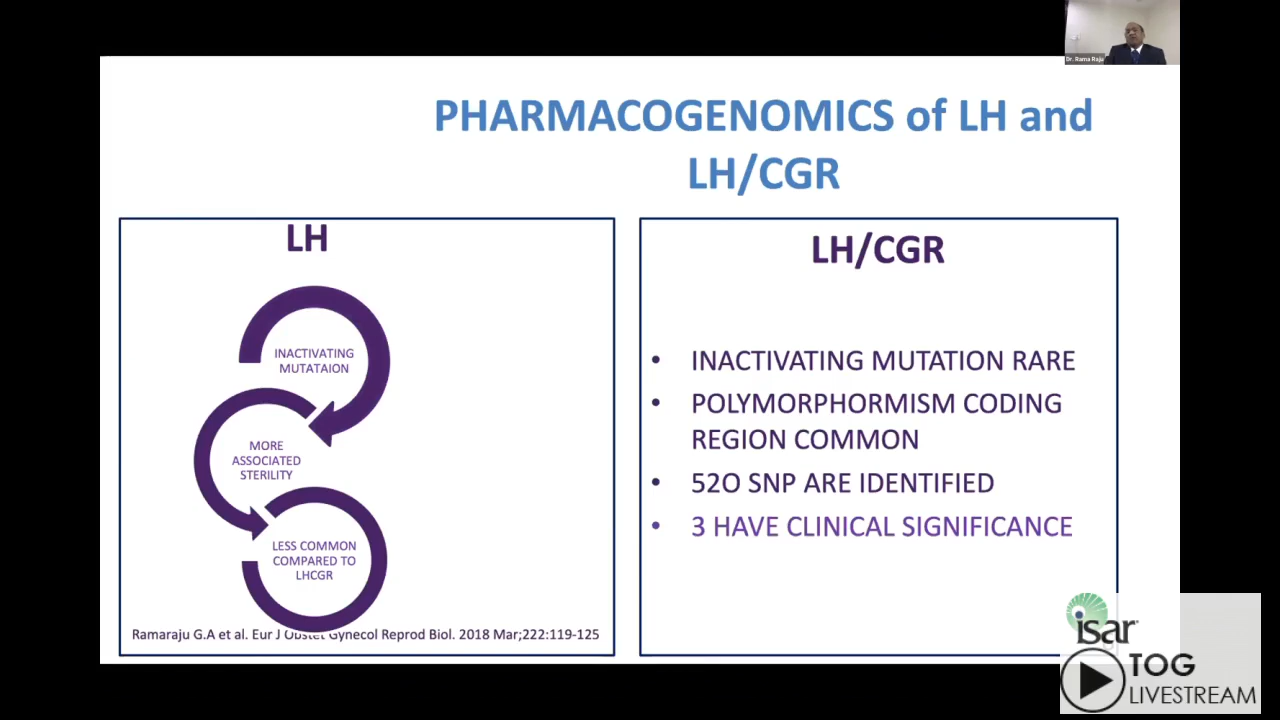 Dr. Rama Raju
PHARMACOGENOMICS of LH and
LH/CGR
LH
INACTIVATING
MUTATAION
MORE
ASSOCIATED
STERILITY
LESS COMMON
COMPARED TO
LHCGR
Ramaraju G.A et al. Eur J Obstet Gynecol Reprod Biol. 2018 Mar;222:119-125
LH/CGR
• INACTIVATING MUTATION RARE
• POLYMORPHORMISM CODING
REGION COMMON
• 52O SNP ARE IDENTIFIED
• 3 HAVE CLINICAL SIGNIFICANCE
isar
TOG
LIVESTREAM